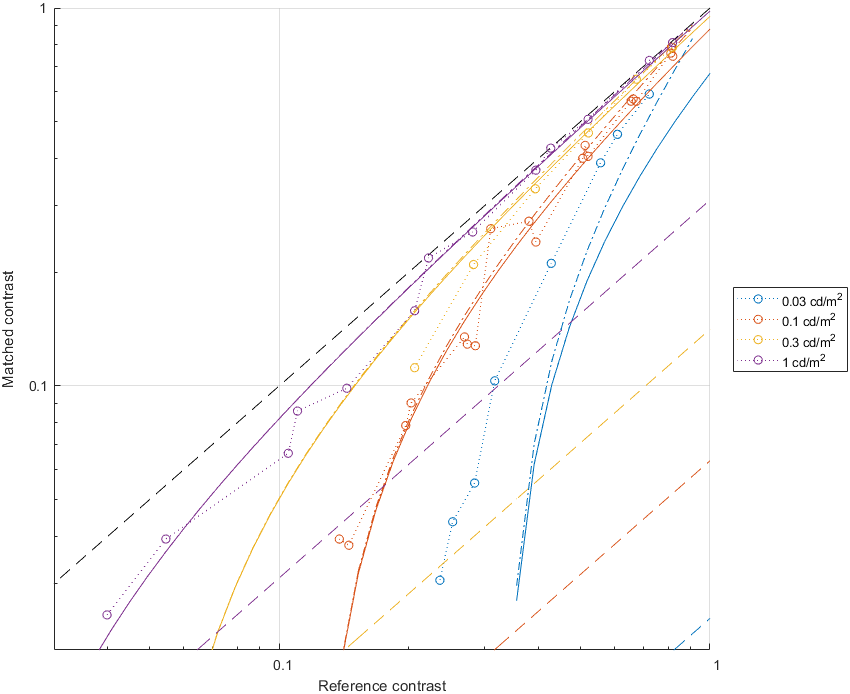 1
Matched contrast
0.1
0.1
1
Reference contrast
0.03 cd/m²
0.1 cd/m²
0.3 cd/m²
1 cd/m²